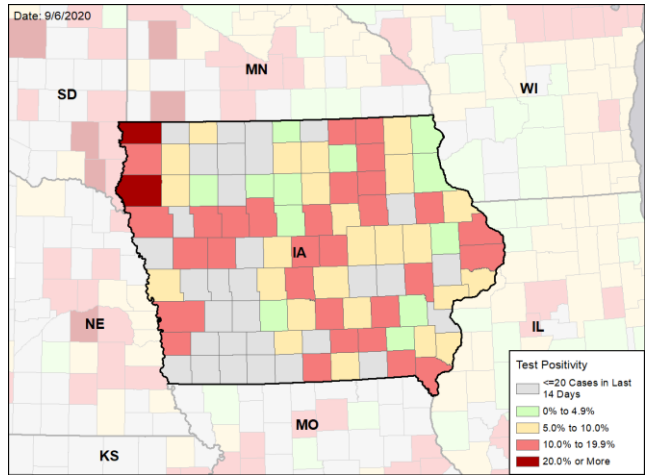 Date: 9/6/2020
MN
SD
WI
IA
NE
IL
MO
KS
Test Positivity
<=20 Cases in Last
14 Days
0% to 4.9%
5.0% to 10.0%
10.0% to 19.9%
20.0% or More